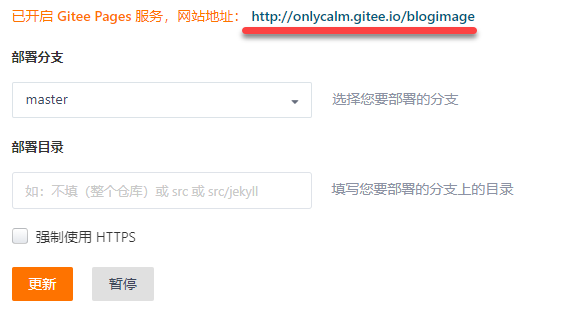 已开启 Gitee Pages 服务，网站地址： http://onlycalm.gitee.io/blogimage
部署分支
master 选择您要部署的分支
部署目录
如：不填（整个仓库）或 src 或 src/jekyll 填写您要部署的分支上的目录
强制使用 HTTPS
更新 暂停